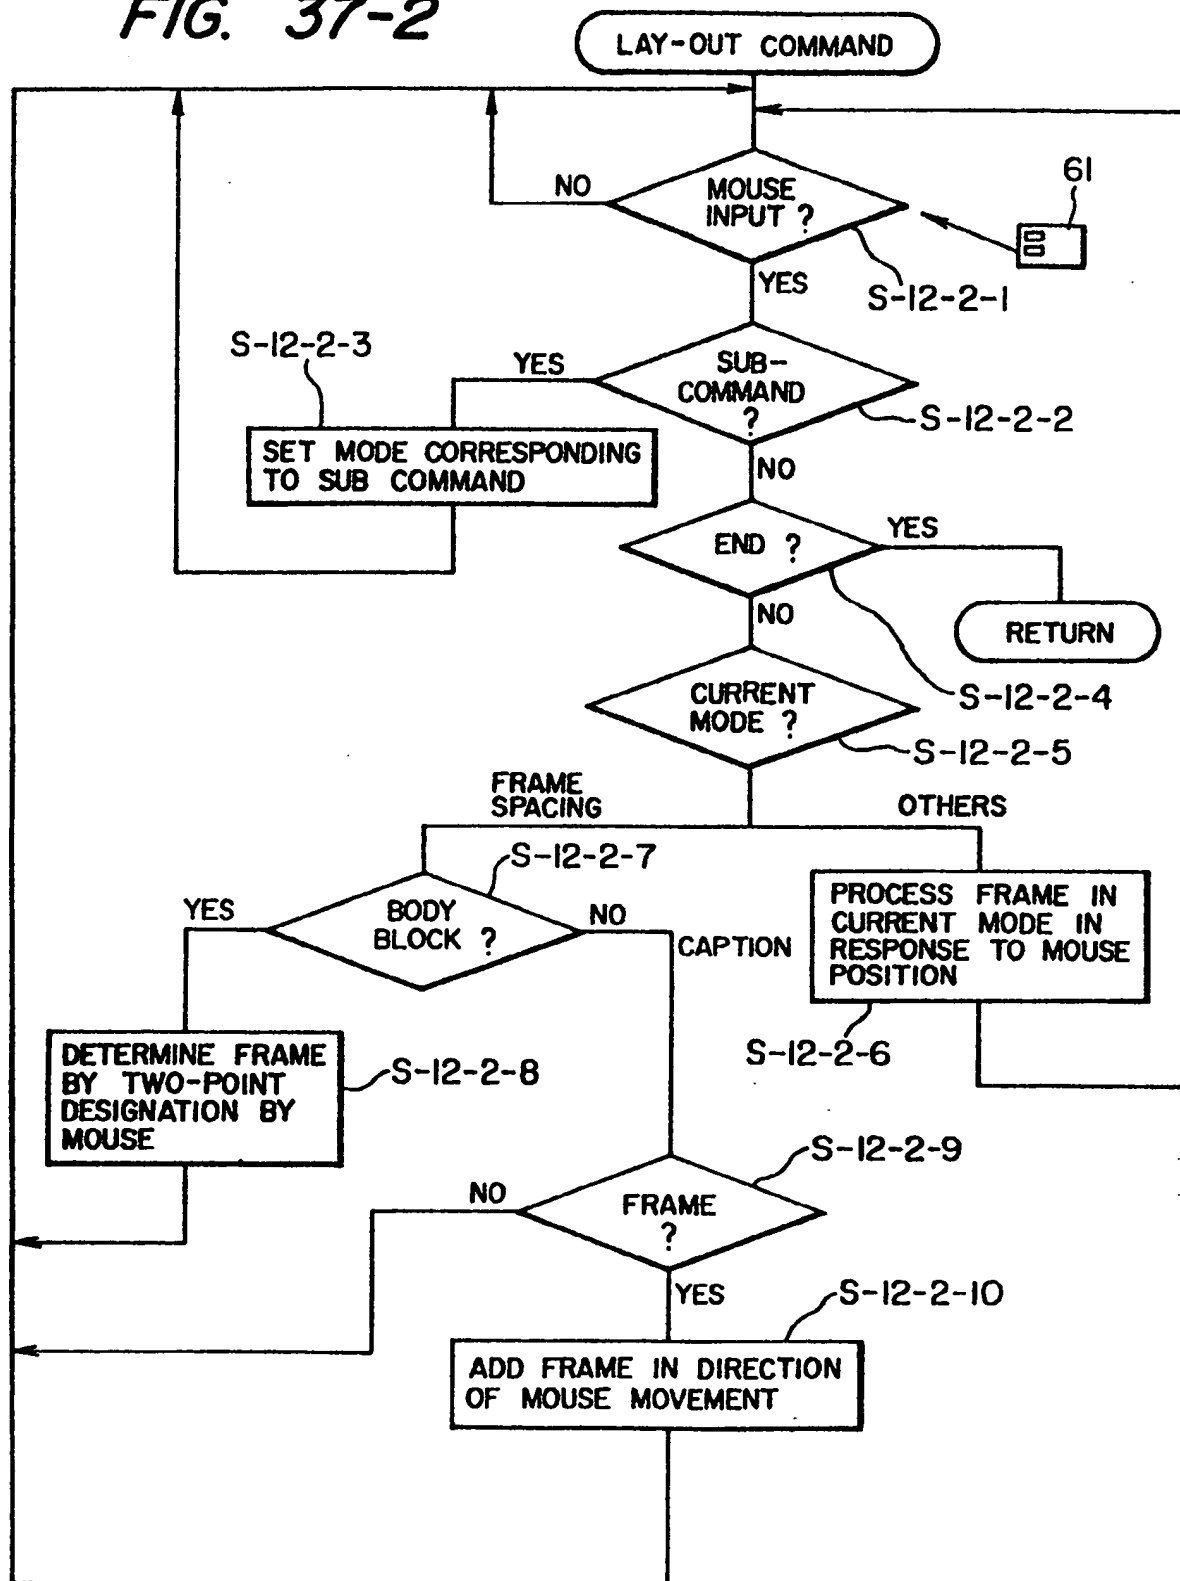 FIG. 37-2
LAY-OUT COMMAND
NO
MOUSE
INPUT ?
61
YES
S-12-2-1
S-12-2-3
YES
SUB-
COMMAND
?
S-12-2-2
SET MODE CORRESPONDING
TO SUB COMMAND
NO
END ?
YES
NO
RETURN
CURRENT
MODE ?
S-12-2-4
S-12-2-5
FRAME
SPACING
OTHERS
S-12-2-7
YES
BODY
BLOCK ?
NO
CAPTION
PROCESS FRAME IN
CURRENT MODE IN
RESPONSE TO MOUSE
POSITION
S-12-2-6
DETERMINE FRAME
BY TWO-POINT
DESIGNATION BY
MOUSE
S-12-2-8
S-12-2-9
NO
FRAME
?
YES
S-12-2-10
ADD FRAME IN DIRECTION
OF MOUSE MOVEMENT